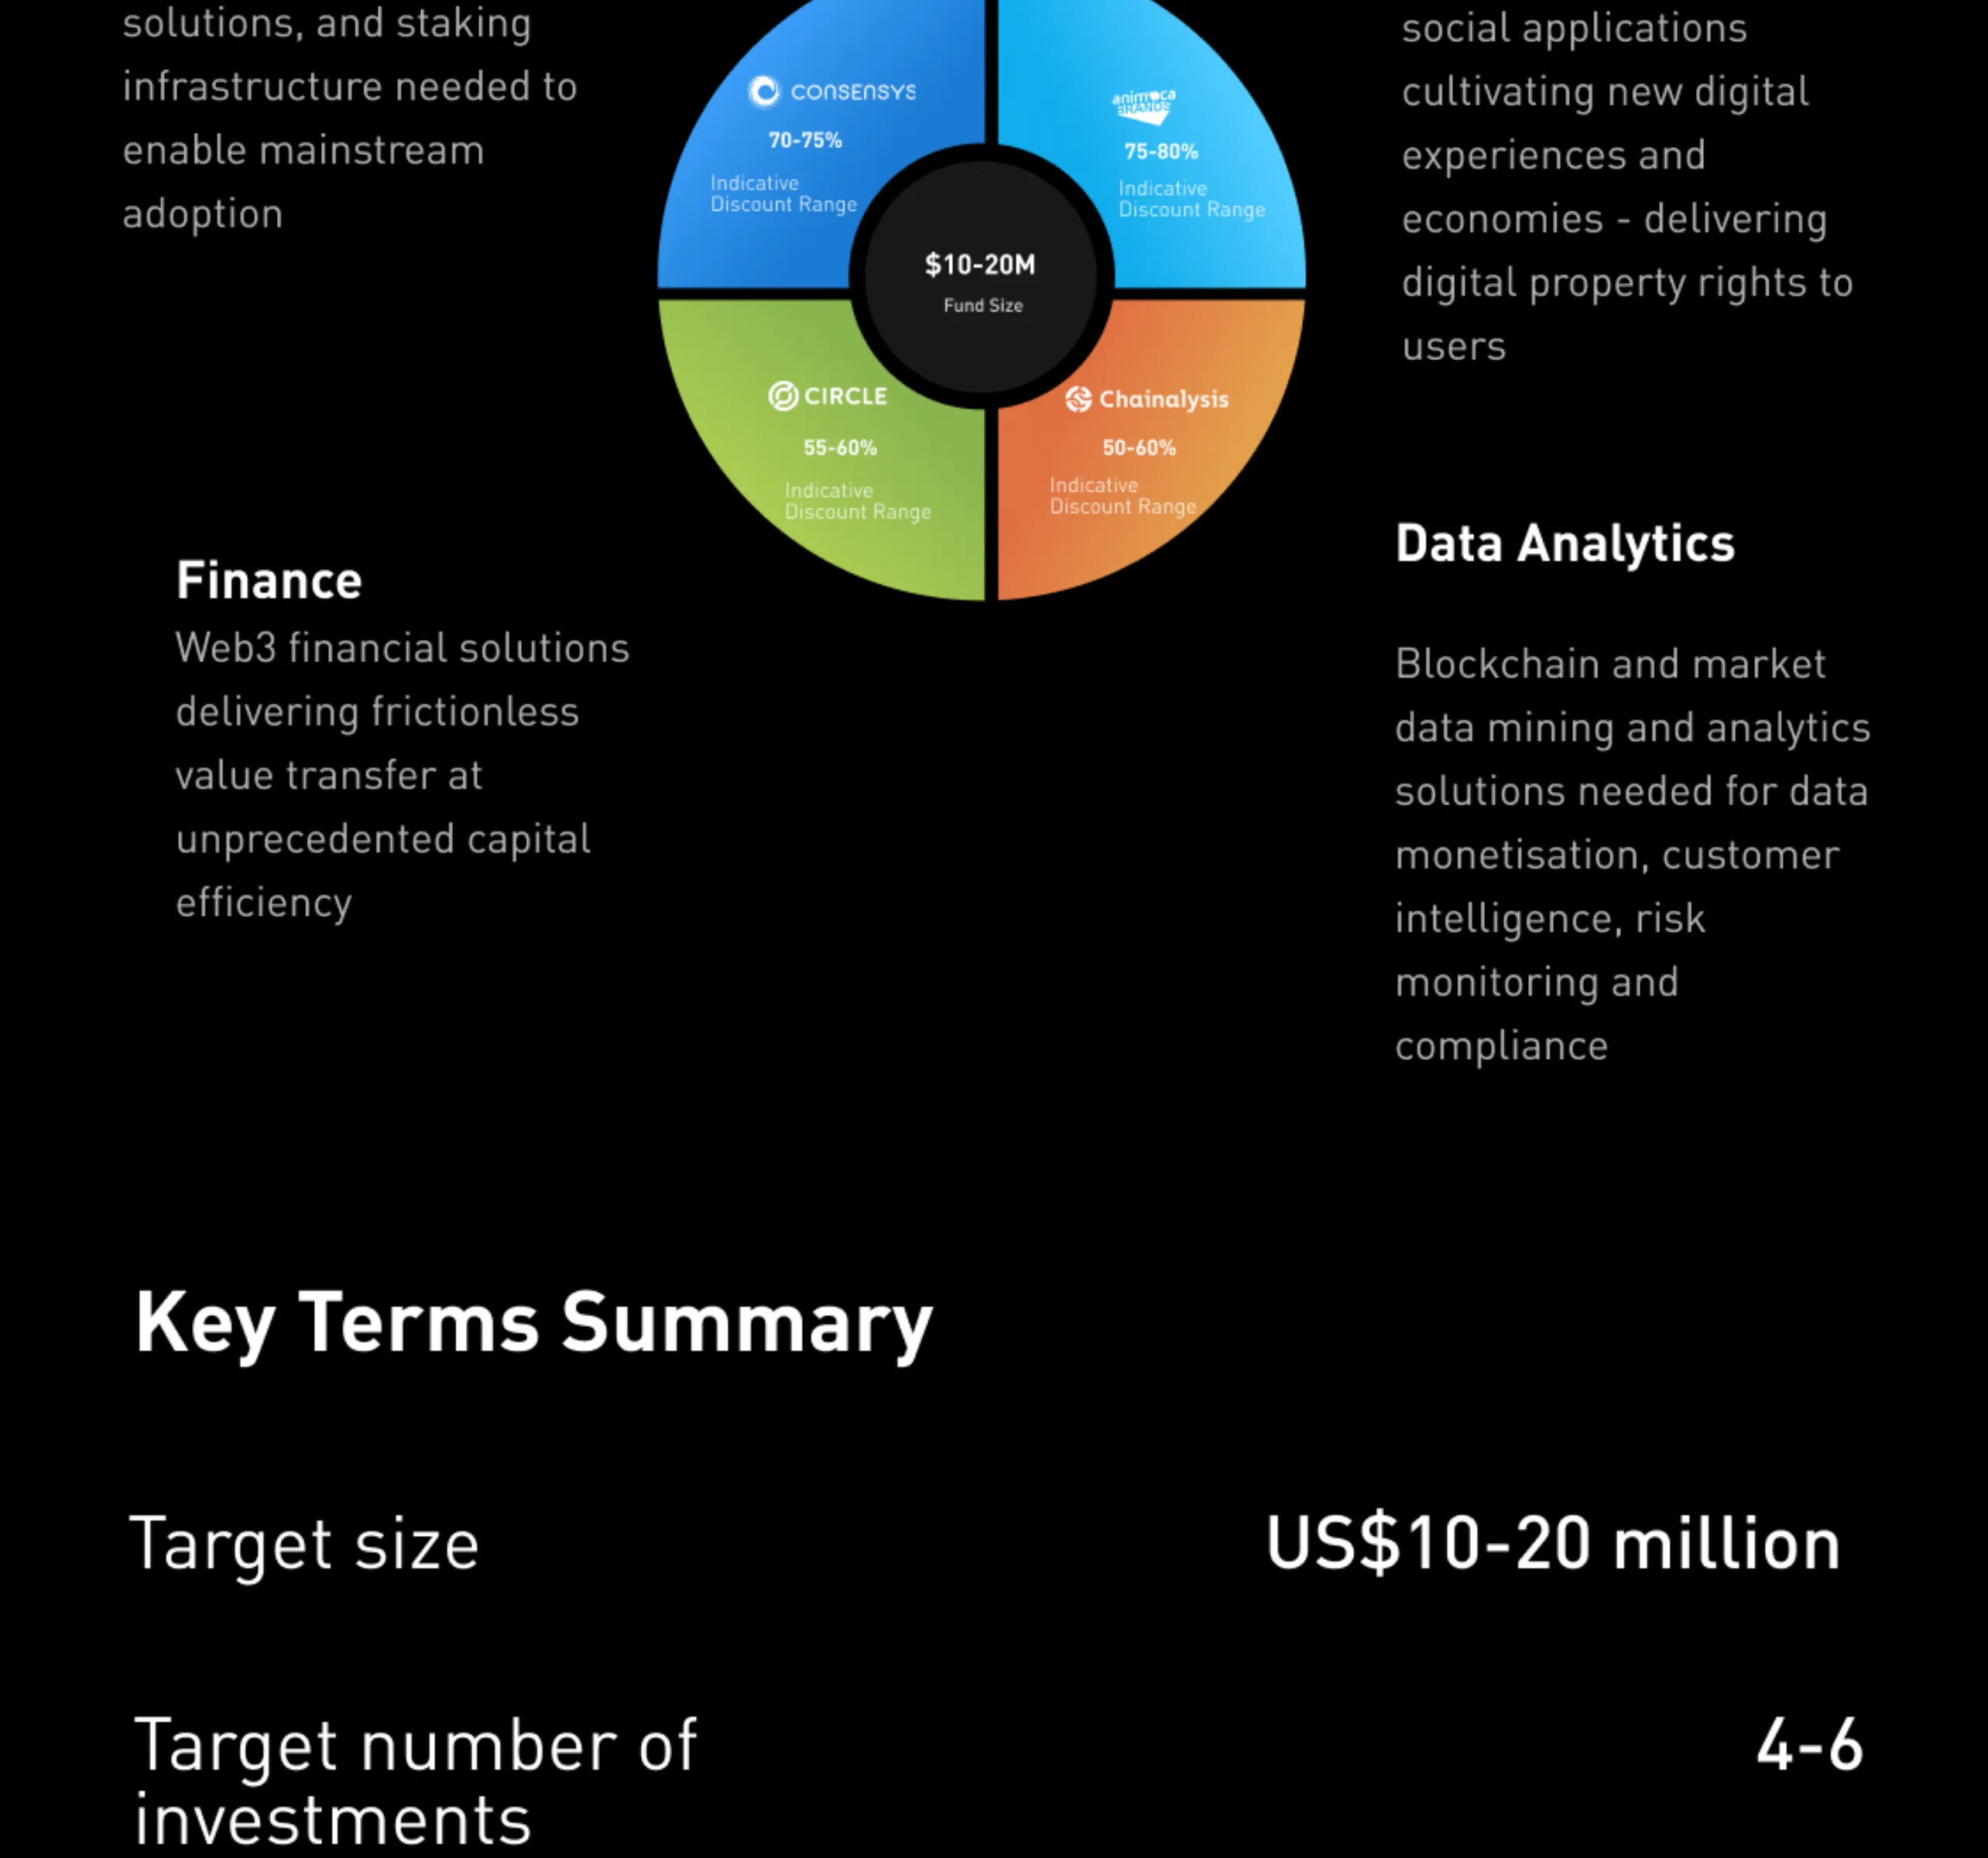 solutions, and staking
infrastructure needed to
enable mainstream
adoption
CONSENSYS
70-75%
Indicative
Discount Range
animoca
BRANDS
75-80%
Indicative
Discount Range
$10-20M
Fund Size
CIRCLE
55-60%
Indicative
Discount Range
Chainalysis
50-60%
Indicative
Discount Range
social applications
cultivating new digital
experiences and
economies - delivering
digital property rights to
users
Finance
Web3 financial solutions
delivering frictionless
value transfer at
unprecedented capital
efficiency
Data Analytics
Blockchain and market
data mining and analytics
solutions needed for data
monetisation, customer
intelligence, risk
monitoring and
compliance
Key Terms Summary
Target size
US$10-20 million
Target number of
investments
4-6